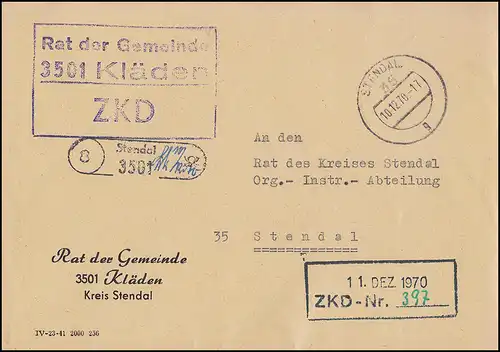 Rat der Gemeinde
3501 Kläden
ZKD
STENDAL
35
10.12.70.-17
g
8
Stendal
3501
An den
Rat des Kreises Stendal
Org.- Instr.- Abteilung
35 Stendal
Rat der Gemeinde
3501 Kläden
Kreis Stendal
11. DEZ 1970
ZKD-Nr. 397
IV-23-41 2000 236